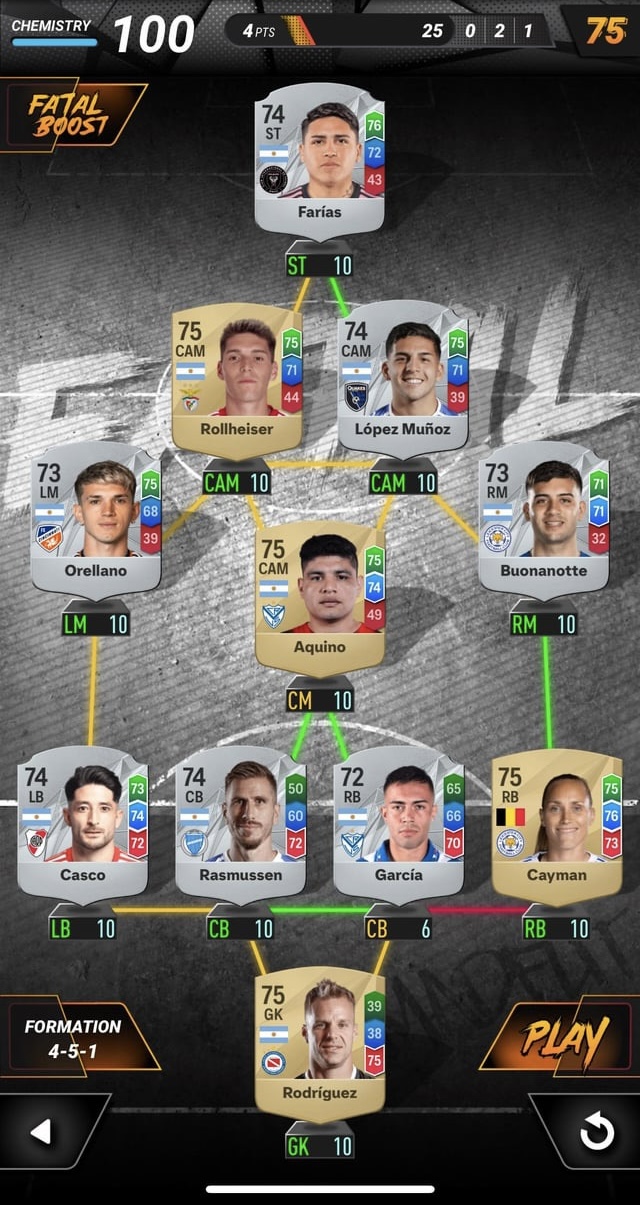 CHEMISTRY 100 4 PTS 25 0 2 1 75
FATAL
BOOST
74
ST
76
72
43
Farías
ST 10
75
CAM
75
71
44
Rollheiser
CAM 10
74
CAM
75
71
39
QUAKES
López Muñoz
CAM 10
73
LM
75
68
39
Orellano
LM 10
75
CAM
75
74
49
Aquino
CM 10
73
RM
71
71
32
Buonanotte
RM 10
74
LB
73
74
72
Casco
LB 10
74
CB
50
60
72
Rasmussen
CB 10
72
RB
65
66
70
García
CB 6
75
RB
75
76
73
Cayman
RB 10
75
GK
39
38
75
Rodríguez
GK 10
FORMATION
4-5-1
PLAY